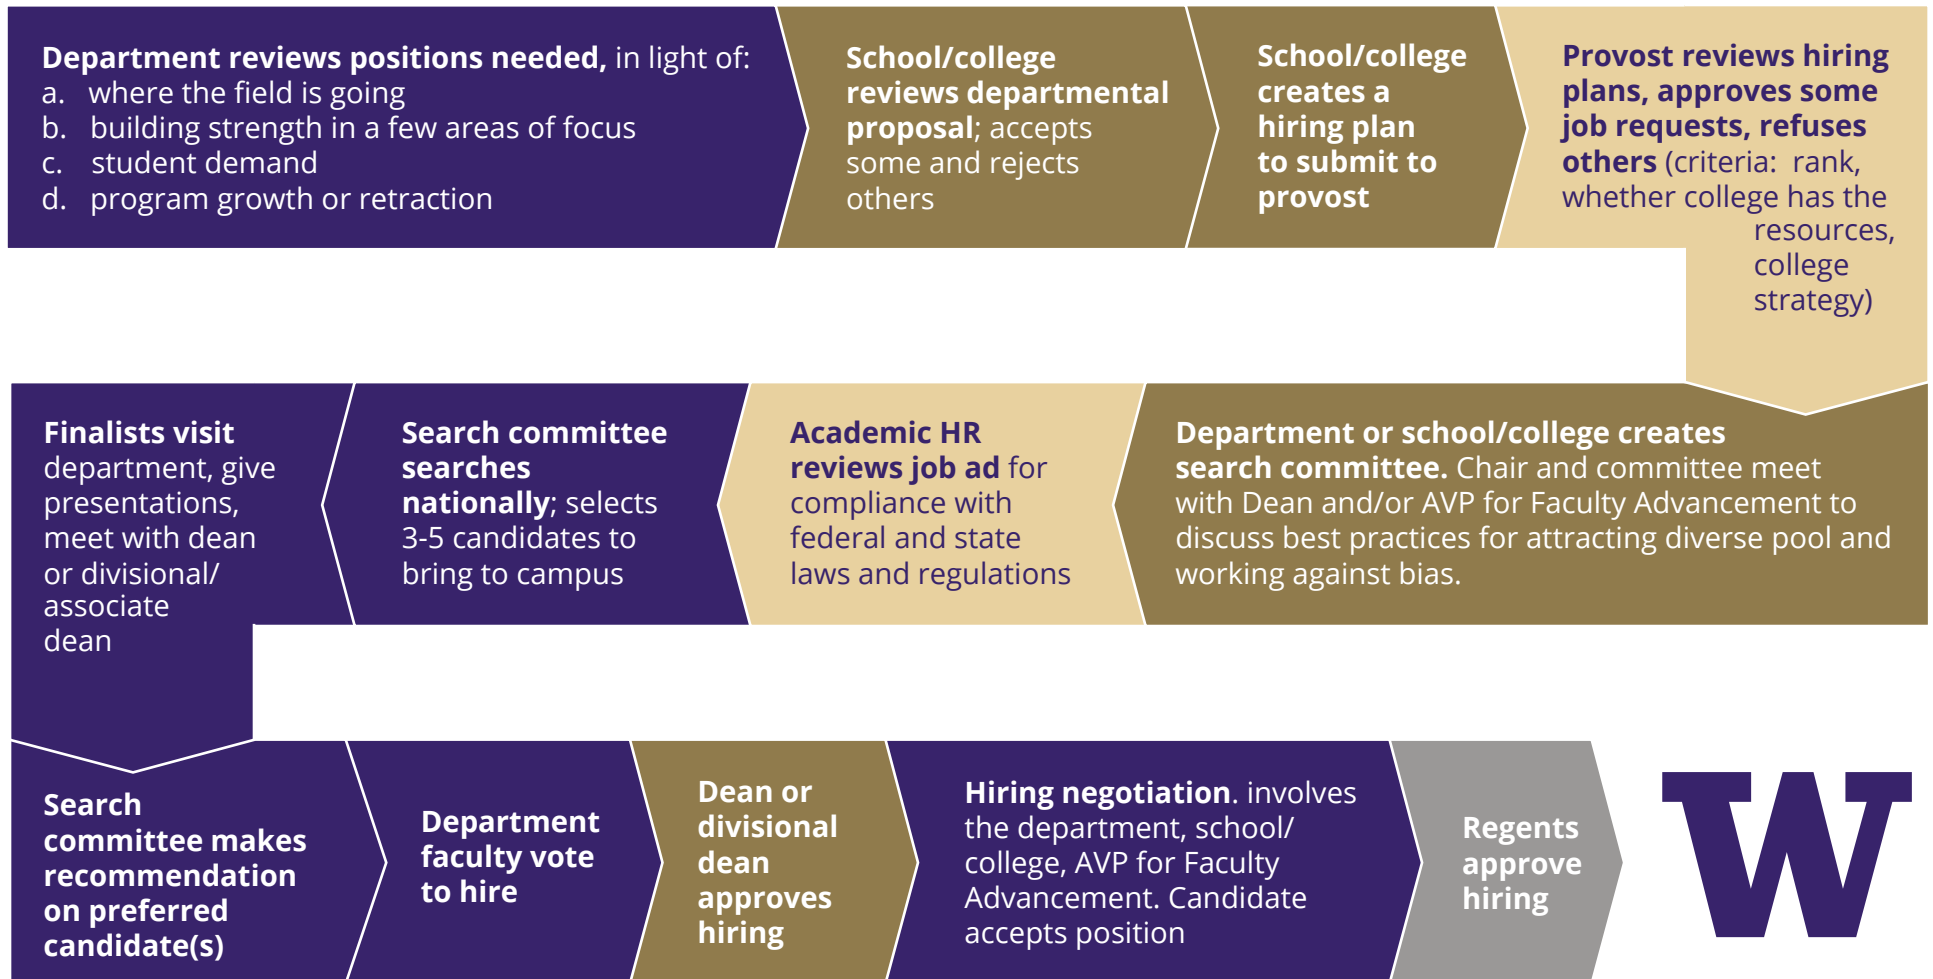 Department reviews positions needed, in light of:
a. where the field is going
b. building strength in a few areas of focus
c. student demand
d. program growth or retraction
School/college
reviews departmental
proposal; accepts
some and rejects
others
School/college
creates a
hiring plan
to submit to
provost
Provost reviews hiring
plans, approves some
job requests, refuses
others (criteria: rank,
whether college has the
resources,
college
strategy)
Department or school/college creates
search committee. Chair and committee meet
with Dean and/or AVP for Faculty Advancement to
discuss best practices for attracting diverse pool and
working against bias.
Academic HR
reviews job ad for
compliance with
federal and state
laws and regulations
Search committee
searches
nationally; selects
3-5 candidates to
bring to campus
Finalists visit
department, give
presentations,
meet with dean
or divisional/
associate
dean
Search
committee makes
recommendation
on preferred
candidate(s)
Department
faculty vote
to hire
Dean or
divisional
dean
approves
hiring
Hiring negotiation. involves
the department, school/
college, AVP for Faculty
Advancement. Candidate
accepts position
Regents
approve
hiring
W